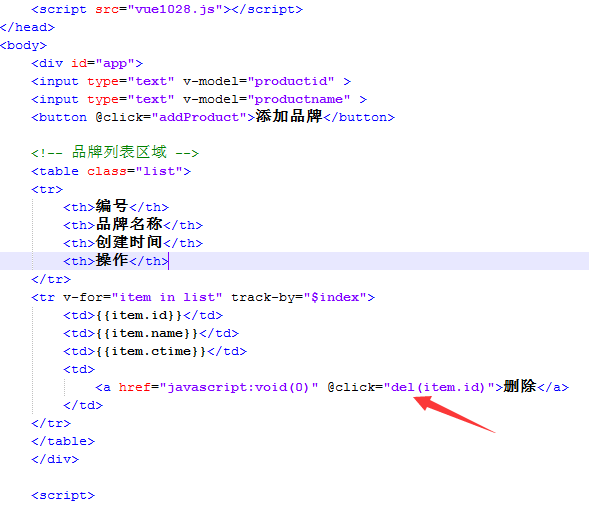 <script src="vue1028.js"></script>
</head>
<body>
<div id="app">
<input type="text" v-model="productid" >
<input type="text" v-model="productname" >
<button @click="addProduct">添加品牌</button>
<!-- 品牌列表区域 -->
<table class="list">
<tr>
<th>编号</th>
<th>品牌名称</th>
<th>创建时间</th>
<th>操作</th>
</tr>
<tr v-for="item in list" track-by="$index">
<td>{{item.id}}</td>
<td>{{item.name}}</td>
<td>{{item.ctime}}</td>
<td>
<a href="javascript:void(0)" @click="del(item.id)">删除</a>
</td>
</tr>
</table>
</div>
<script>